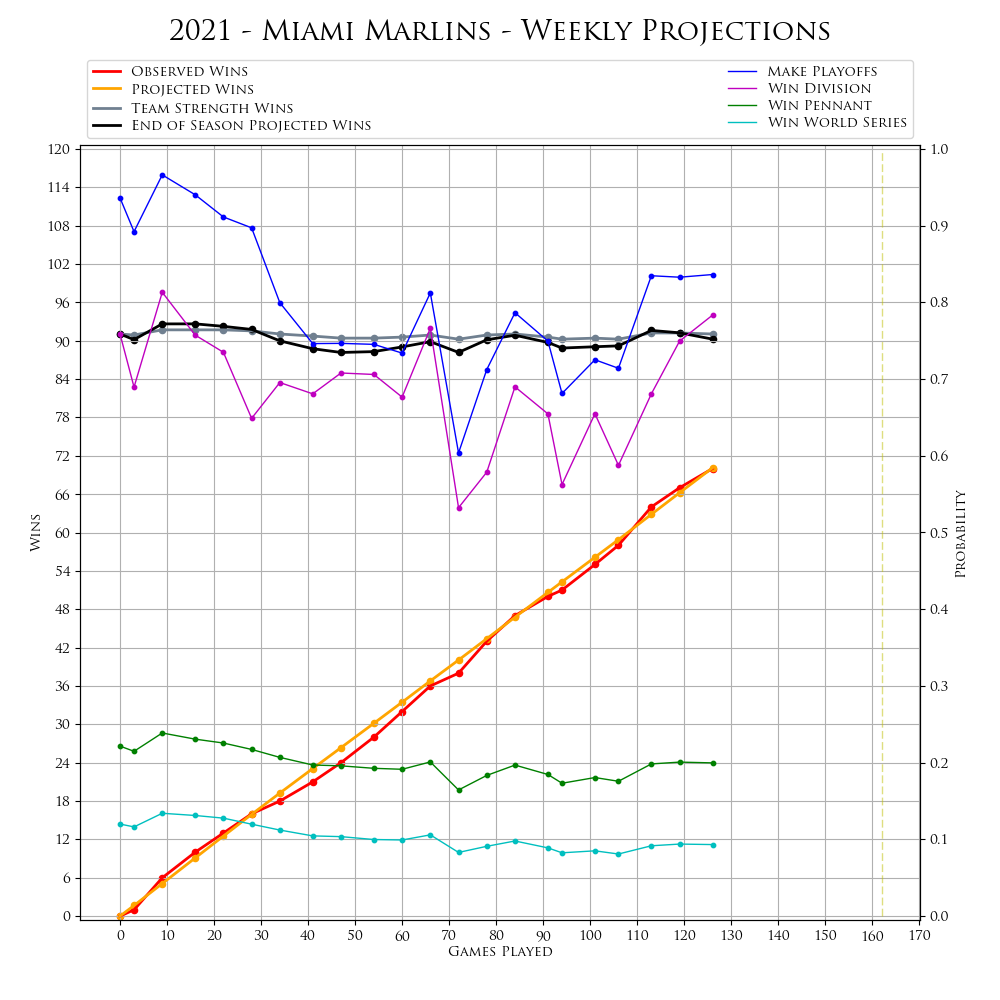 2021 - Miami Marlins - Weekly Projections
Observed Wins
Projected Wins
Team Strength Wins
End of Season Projected Wins
Make Playoffs
Win Division
Win Pennant
Win World Series
120
114
108
102
96
90
84
78
72
66
60
54
48
42
36
30
24
18
12
6
0
Wins
1.0
0.9
0.8
0.7
0.6
0.5
0.4
0.3
0.2
0.1
0.0
Probability
0 10 20 30 40 50 60 70 80 90 100 110 120 130 140 150 160 170
Games Played